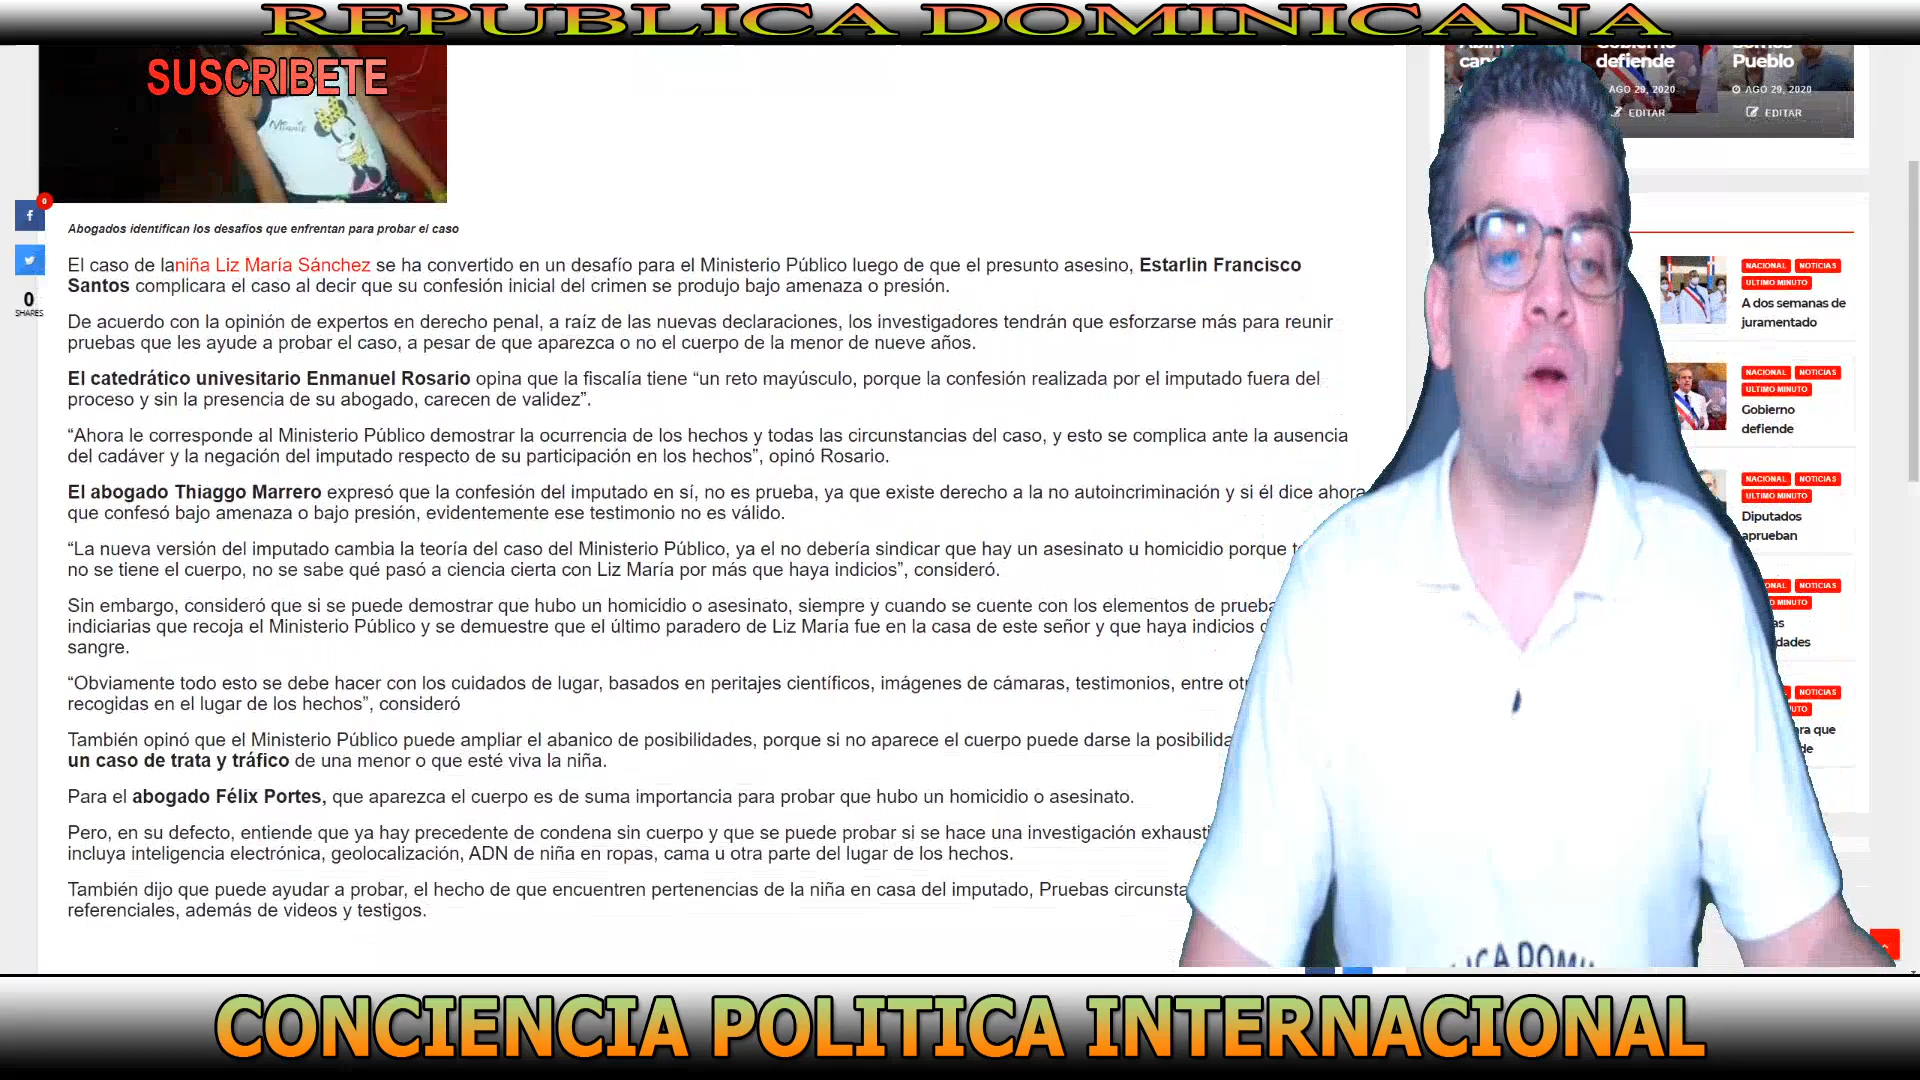 REPUBLICA DOMINICANA
SUSCRIBETE
Minnie
defiende
Pueblo
AGO 29, 2020
AGO 29, 2020
EDITAR
EDITAR
0
0
SHARES
Abogados identifican los desafíos que enfrentan para probar el caso
El caso de laniña Liz María Sánchez se ha convertido en un desafío para el Ministerio Público luego de que el presunto asesino, Estarlin Francisco
Santos complicara el caso al decir que su confesión inicial del crimen se produjo bajo amenaza o presión.
De acuerdo con la opinión de expertos en derecho penal, a raíz de las nuevas declaraciones, los investigadores tendrán que esforzarse más para reunir
pruebas que les ayude a probar el caso, a pesar de que aparezca o no el cuerpo de la menor de nueve años.
El catedrático univesitario Enmanuel Rosario opina que la fiscalía tiene “un reto mayúsculo, porque la confesión realizada por el imputado fuera del
proceso y sin la presencia de su abogado, carecen de validez”.
“Ahora le corresponde al Ministerio Público demostrar la ocurrencia de los hechos y todas las circunstancias del caso, y esto se complica ante la ausencia
del cadáver y la negación del imputado respecto de su participación en los hechos”, opinó Rosario.
El abogado Thiaggo Marrero expresó que la confesión del imputado en sí, no es prueba, ya que existe derecho a la no autoincriminación y si él dice ahora
que confesó bajo amenaza o bajo presión, evidentemente ese testimonio no es válido.
“La nueva versión del imputado cambia la teoría del caso del Ministerio Público, ya el no debería sindicar que hay un asesinato u homicidio porque
no se tiene el cuerpo, no se sabe qué pasó a ciencia cierta con Liz María por más que haya indicios”, consideró.
Sin embargo, consideró que si se puede demostrar que hubo un homicidio o asesinato, siempre y cuando se cuente con los elementos de prueba
indiciarias que recoja el Ministerio Público y se demuestre que el último paradero de Liz María fue en la casa de este señor y que haya indicios
sangre.
“Obviamente todo esto se debe hacer con los cuidados de lugar, basados en peritajes científicos, imágenes de cámaras, testimonios, entre
recogidas en el lugar de los hechos”, consideró
También opinó que el Ministerio Público puede ampliar el abanico de posibilidades, porque si no aparece el cuerpo puede darse la
un caso de trata y tráfico de una menor o que esté viva la niña.
Para el abogado Félix Portes, que aparezca el cuerpo es de suma importancia para probar que hubo un homicidio o asesinato.
Pero, en su defecto, entiende que ya hay precedente de condena sin cuerpo y que se puede probar si se hace una investigación
incluya inteligencia electrónica, geolocalización, ADN de niña en ropas, cama u otra parte del lugar de los hechos.
También dijo que puede ayudar a probar, el hecho de que encuentren pertenencias de la niña en casa del imputado, Pruebas
referenciales, además de videos y testigos.
NACIONAL NOTICIAS
ULTIMO MINUTO
A dos semanas de
juramentado
NACIONAL NOTICIAS
ULTIMO MINUTO
Gobierno
defiende
NACIONAL NOTICIAS
ULTIMO MINUTO
Diputados
aprueban
NOTICIAS
MINUTO
NOTICIAS
que
CONCIENCIA POLITICA INTERNACIONAL